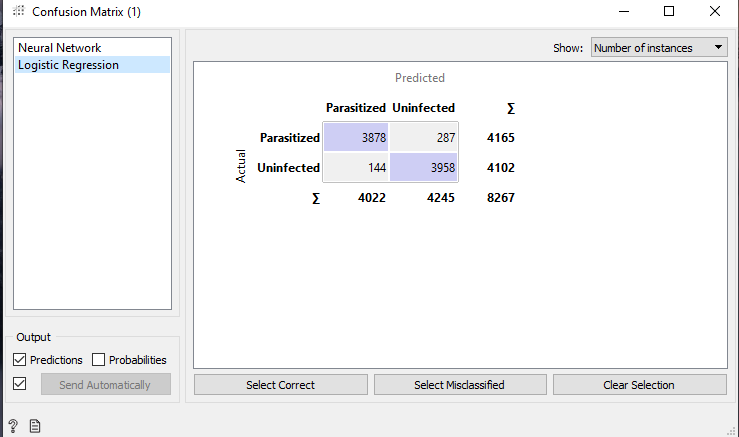 Confusion Matrix (1)
Neural Network
Logistic Regression
Show: Number of instances
Predicted
Parasitized Uninfected ∑
Actual
Parasitized 3878 287 4165
Uninfected 144 3958 4102
∑ 4022 4245 8267
Output
Predictions Probabilities
Send Automatically
Select Correct Select Misclassified Clear Selection
?